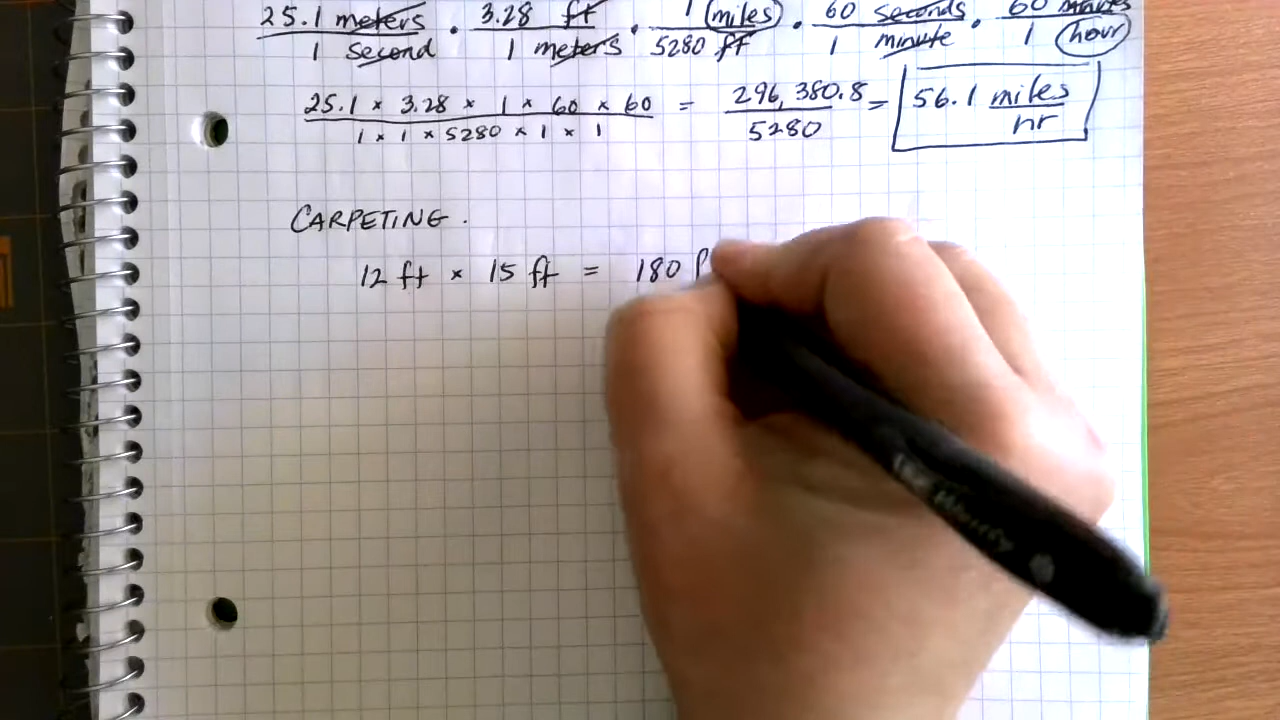 25.1 meters · 3.28 ft · 1 miles · 60 seconds · 60 minutes
1 second 1 meters 5280 ft 1 minute 1 hour
25.1 × 3.28 × 1 × 60 × 60 = 296,380.8 = 56.1 miles
1 × 1 × 5280 × 1 × 1 5280 hr
CARPETING.
12 ft × 15 ft = 180 f